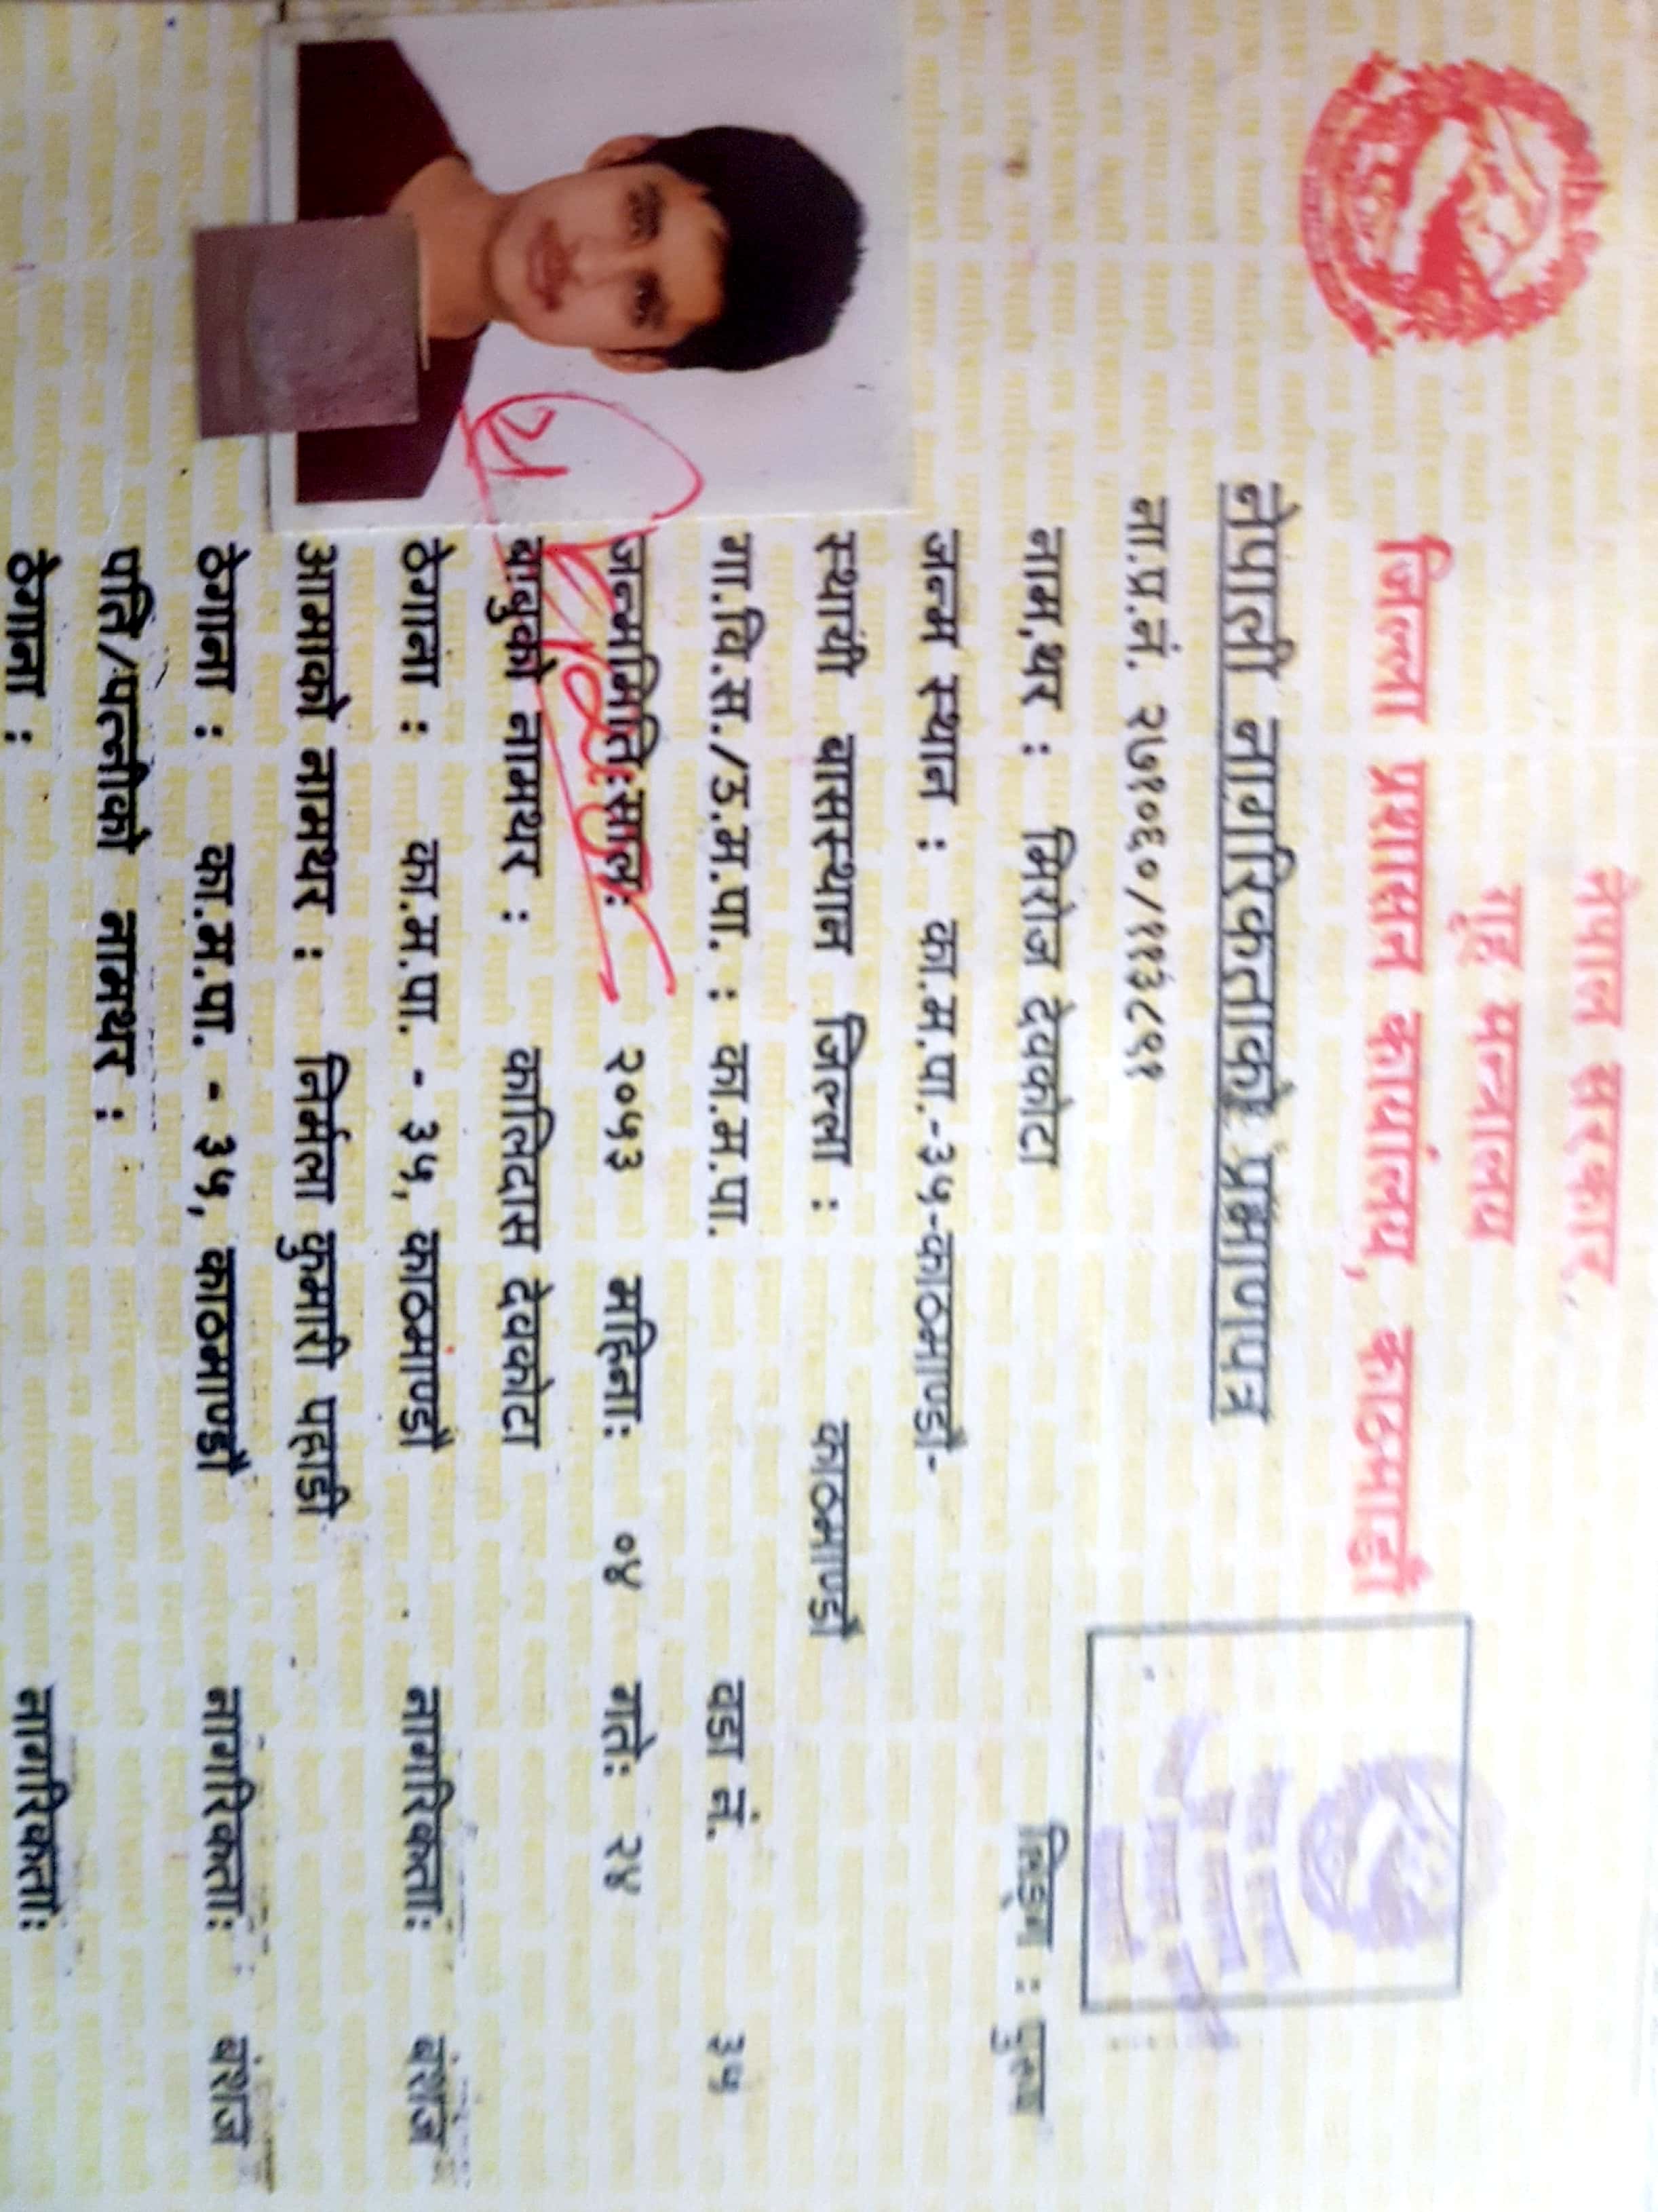 नेपाल सरकार
गृह मन्त्रालय
जिल्ला प्रशासन कार्यालय, काठमाडौं
नेपाली नागरिकताको प्रमाणपत्र
ना.प्र.नं. २७१०६०/११३८९१
नाम,थर : मिरोज देवकोटा लिङ्ग : पुरुष
जन्म स्थान : का.म.पा.-३५-काठमाण्डौ-
स्थायी बासस्थान जिल्ला : काठमाण्डौ
गा.वि.स./उ.म.पा. : का.म.पा. वडा नं. ३५
जन्ममिति:साल: २०५३ महिना: ०४ गते: २४
बाबुको नामथर : कालिदास देवकोटा
ठेगाना : का.म.पा. - ३५, काठमाण्डौ नागरिकता: बंशज
आमाको नामथर : निर्मला कुमारी पहाडी
ठेगाना : का.म.पा. - ३५, काठमाण्डौ नागरिकता: बंशज
पति/पत्नीको नामथर :
ठेगाना : नागरिकता: